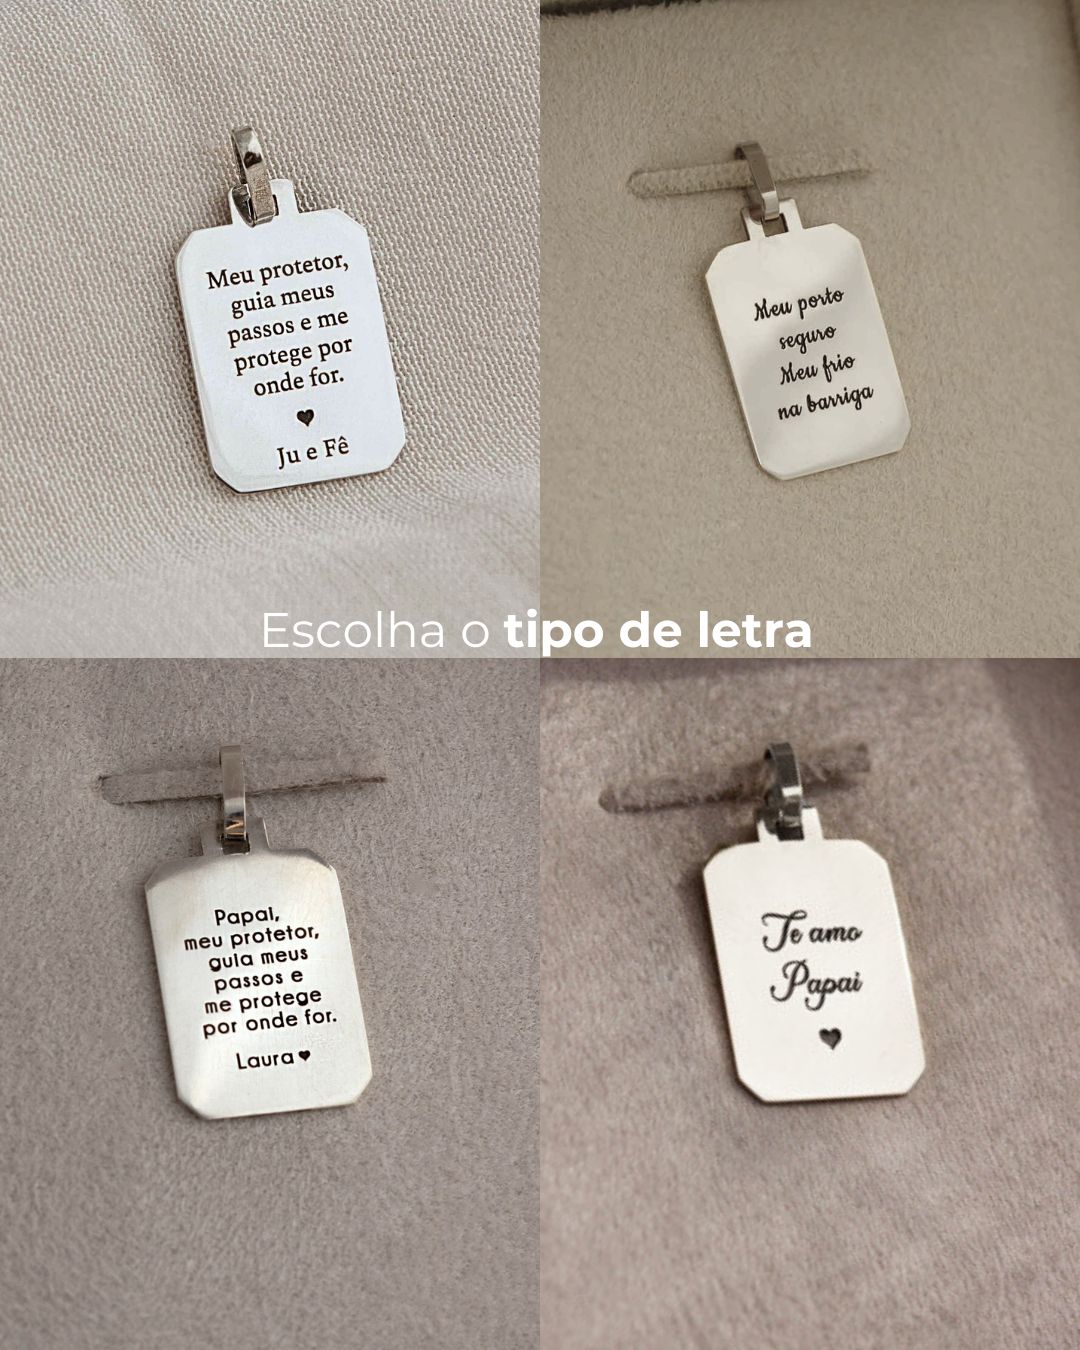 Meu protetor,
guia meus
passos e me
protege por
onde for.
♥
Ju e Fê
Meu porto
seguro
Meu frio
na barriga
Escolha o tipo de letra
Papai,
meu protetor,
guia meus
passos e
me protege
por onde for.
Laura ♥
Te amo
Papai
♥